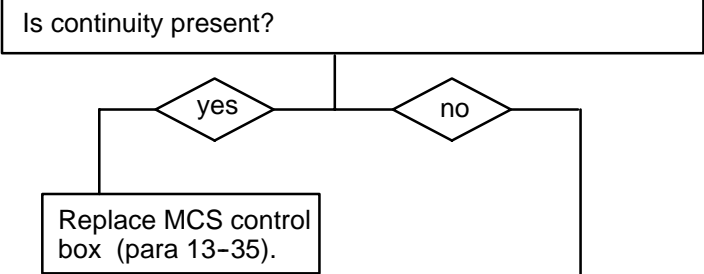 Is continuity present?
yes
no
Replace MCS control
box (para 13-35).